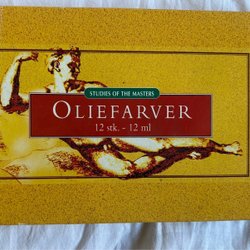 STUDIES OF THE MASTERS
OLIEFARVER
12 stk. - 12 ml